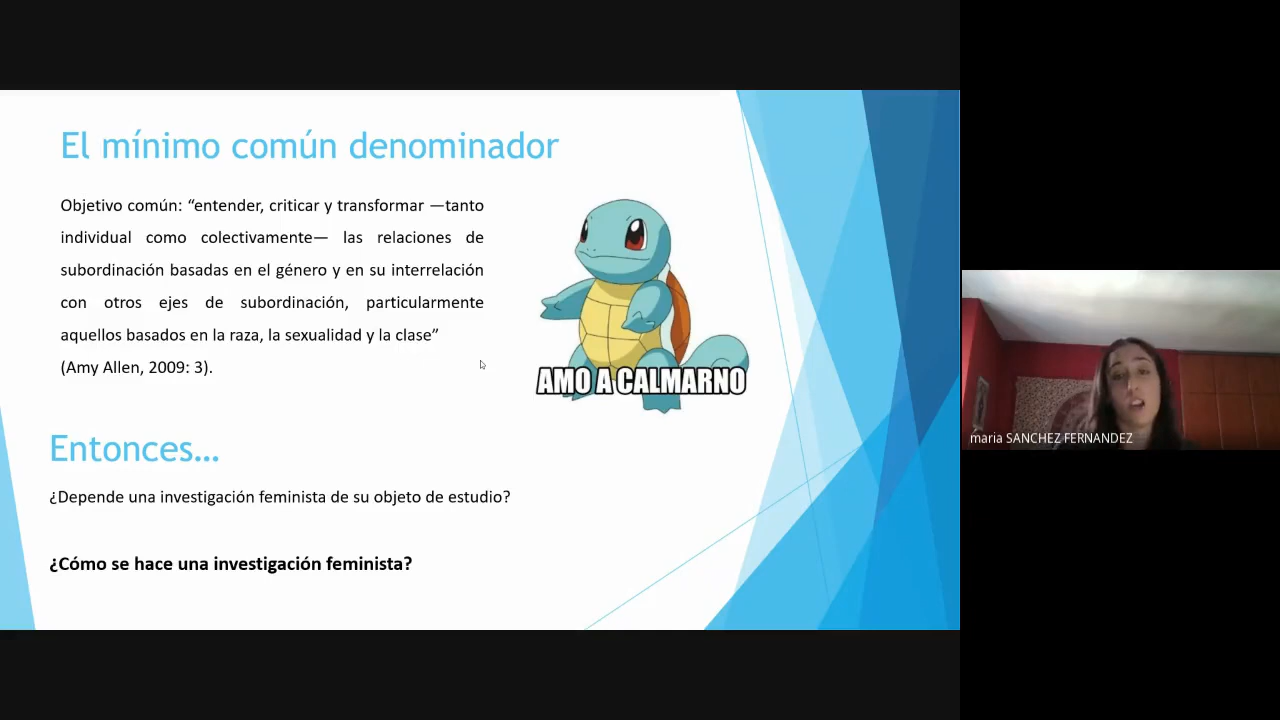 El mínimo común denominador
Objetivo común: “entender, criticar y transformar —tanto
individual como colectivamente— las relaciones de
subordinación basadas en el género y en su interrelación
con otros ejes de subordinación, particularmente
aquellos basados en la raza, la sexualidad y la clase”
(Amy Allen, 2009: 3).
AMO A CALMARNO
Entonces…
¿Depende una investigación feminista de su objeto de estudio?
¿Cómo se hace una investigación feminista?
maria SANCHEZ FERNANDEZ